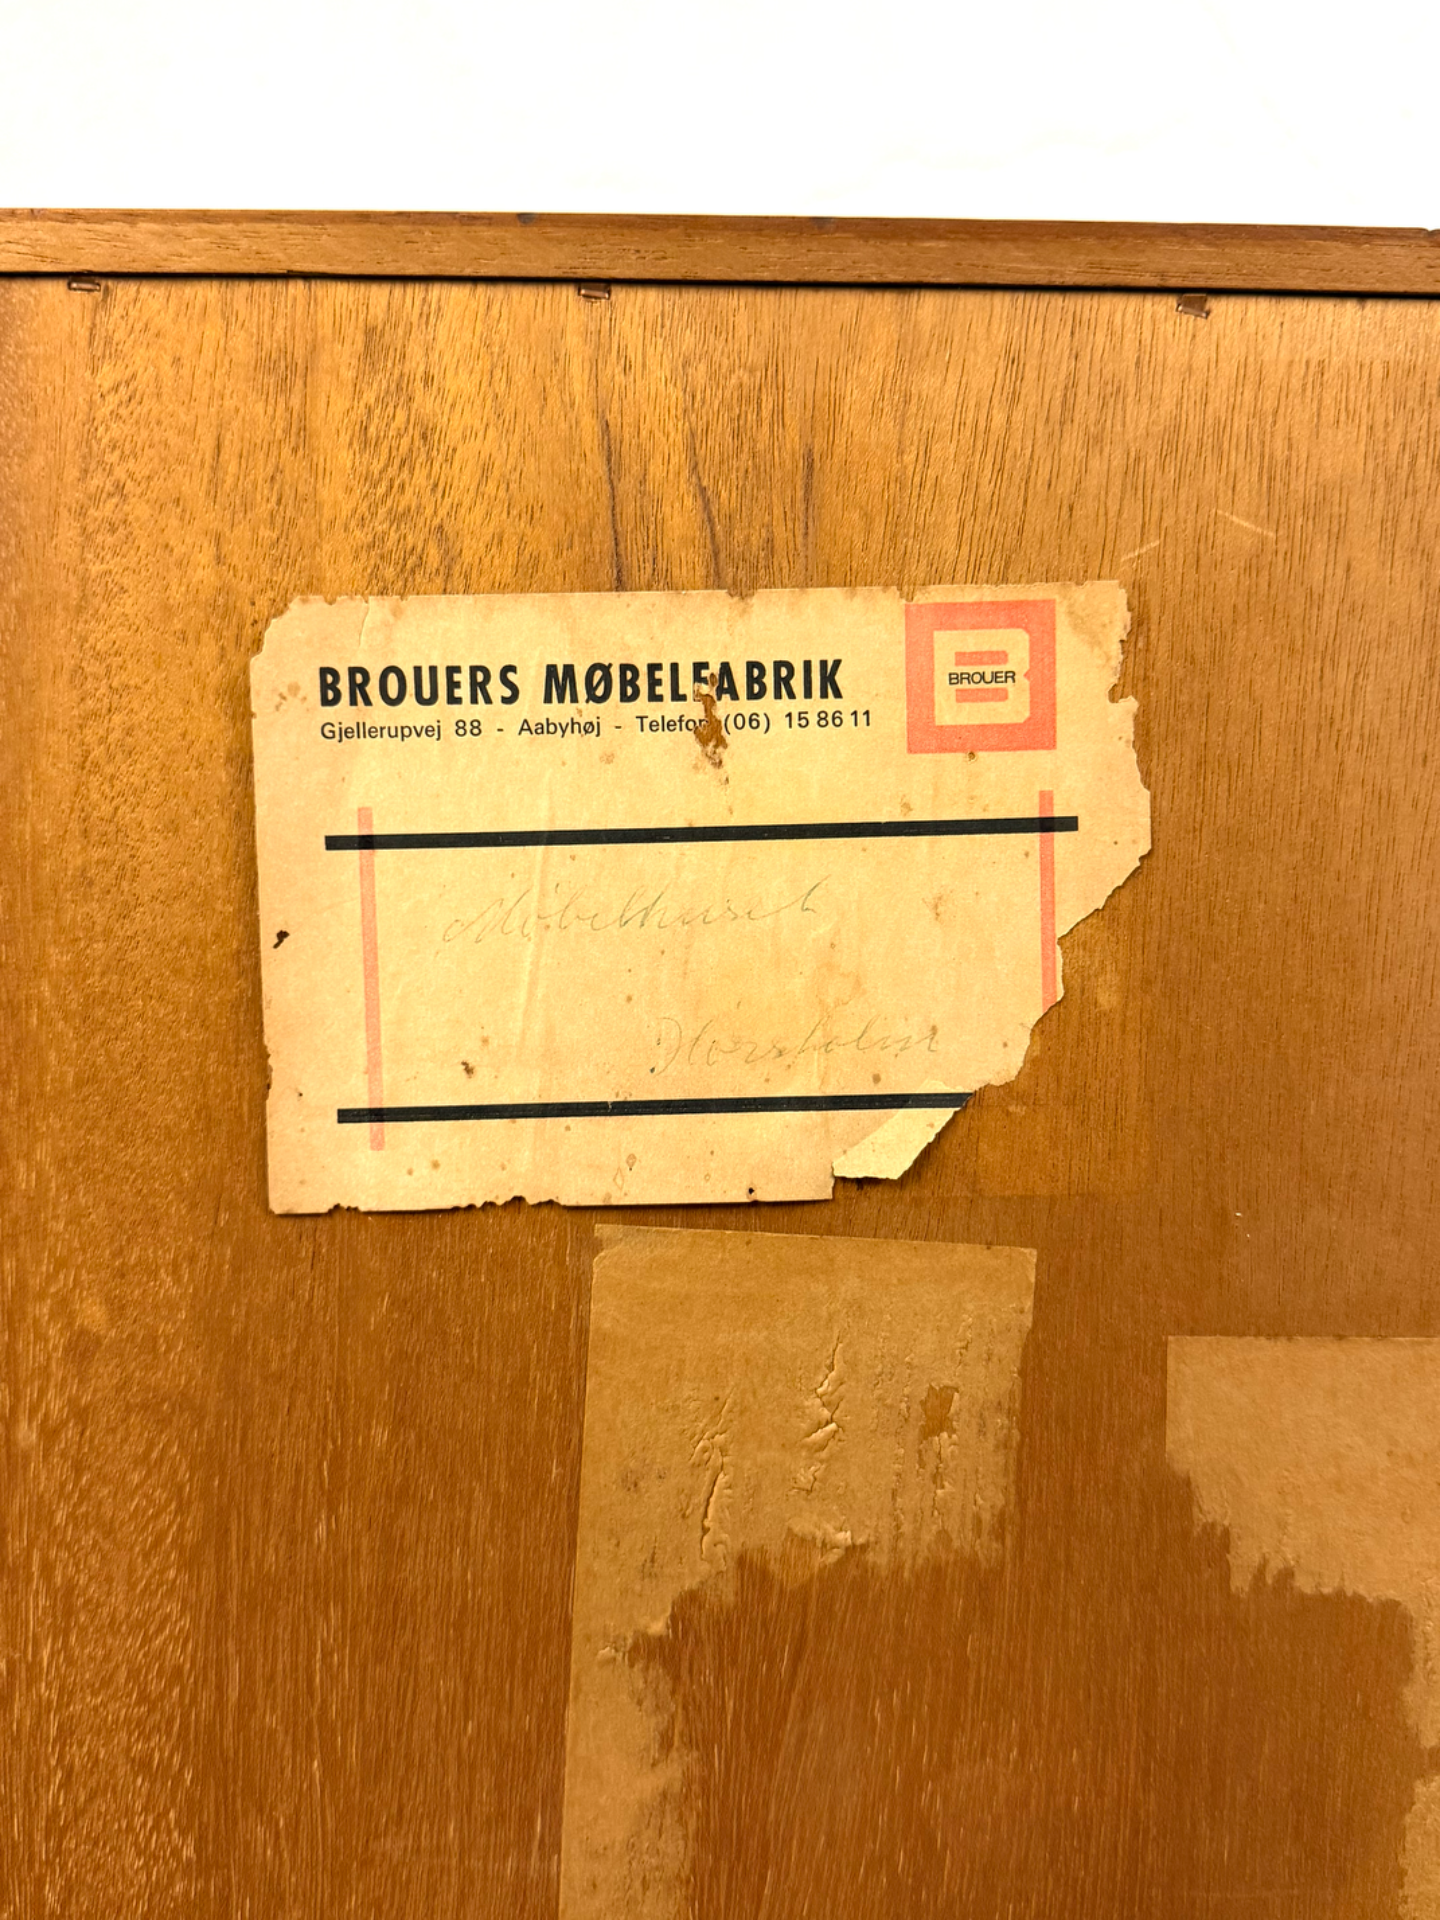 BROUERS MØBELFABRIK
Gjellerupvej 88 - Aabyhøj - Telefon (06) 15 86 11
B
BROUER
Møbelhuset
Hørsholm